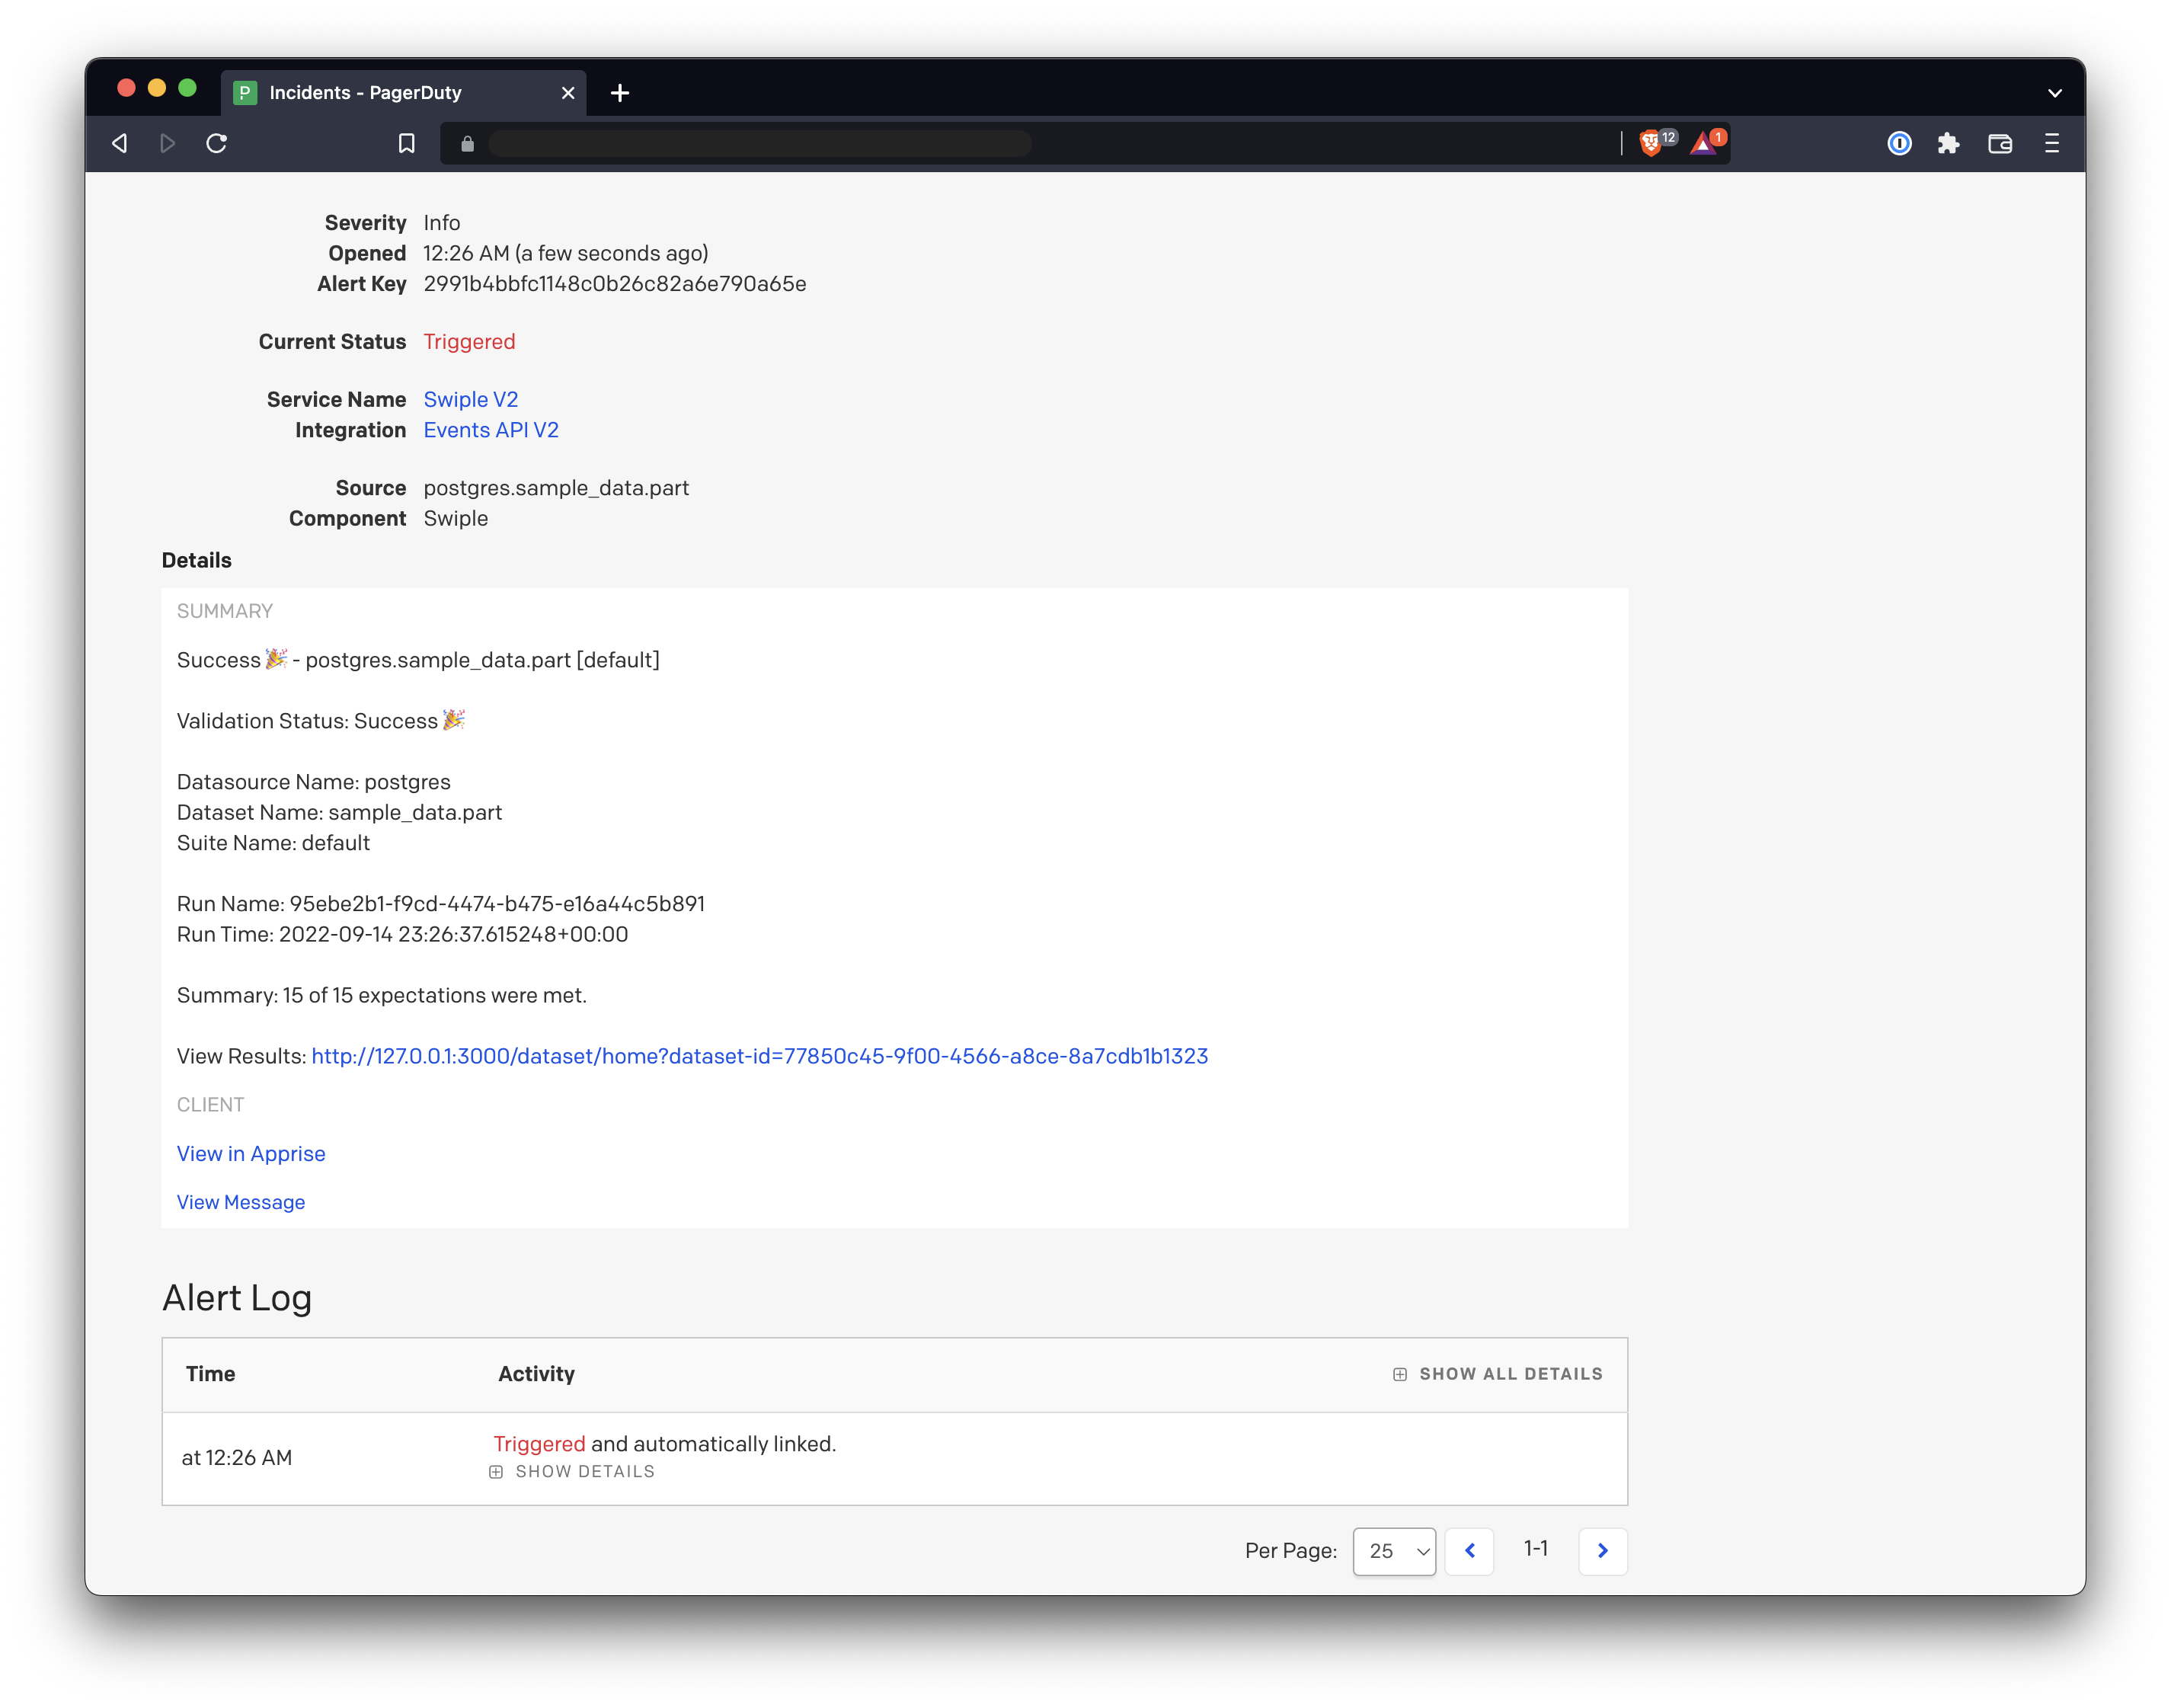 P Incidents - PagerDuty
12 1
Severity Info
Opened 12:26 AM (a few seconds ago)
Alert Key 2991b4bbfc1148c0b26c82a6e790a65e
Current Status Triggered
Service Name Swiple V2
Integration Events API V2
Source postgres.sample_data.part
Component Swiple
Details
SUMMARY
Success🎉 - postgres.sample_data.part [default]
Validation Status: Success🎉
Datasource Name: postgres
Dataset Name: sample_data.part
Suite Name: default
Run Name: 95ebe2b1-f9cd-4474-b475-e16a44c5b891
Run Time: 2022-09-14 23:26:37.615248+00:00
Summary: 15 of 15 expectations were met.
View Results: http://127.0.0.1:3000/dataset/home?dataset-id=77850c45-9f00-4566-a8ce-8a7cdb1b1323
CLIENT
View in Apprise
View Message
Alert Log
Time Activity SHOW ALL DETAILS
at 12:26 AM Triggered and automatically linked.
SHOW DETAILS
Per Page: 25 1-1